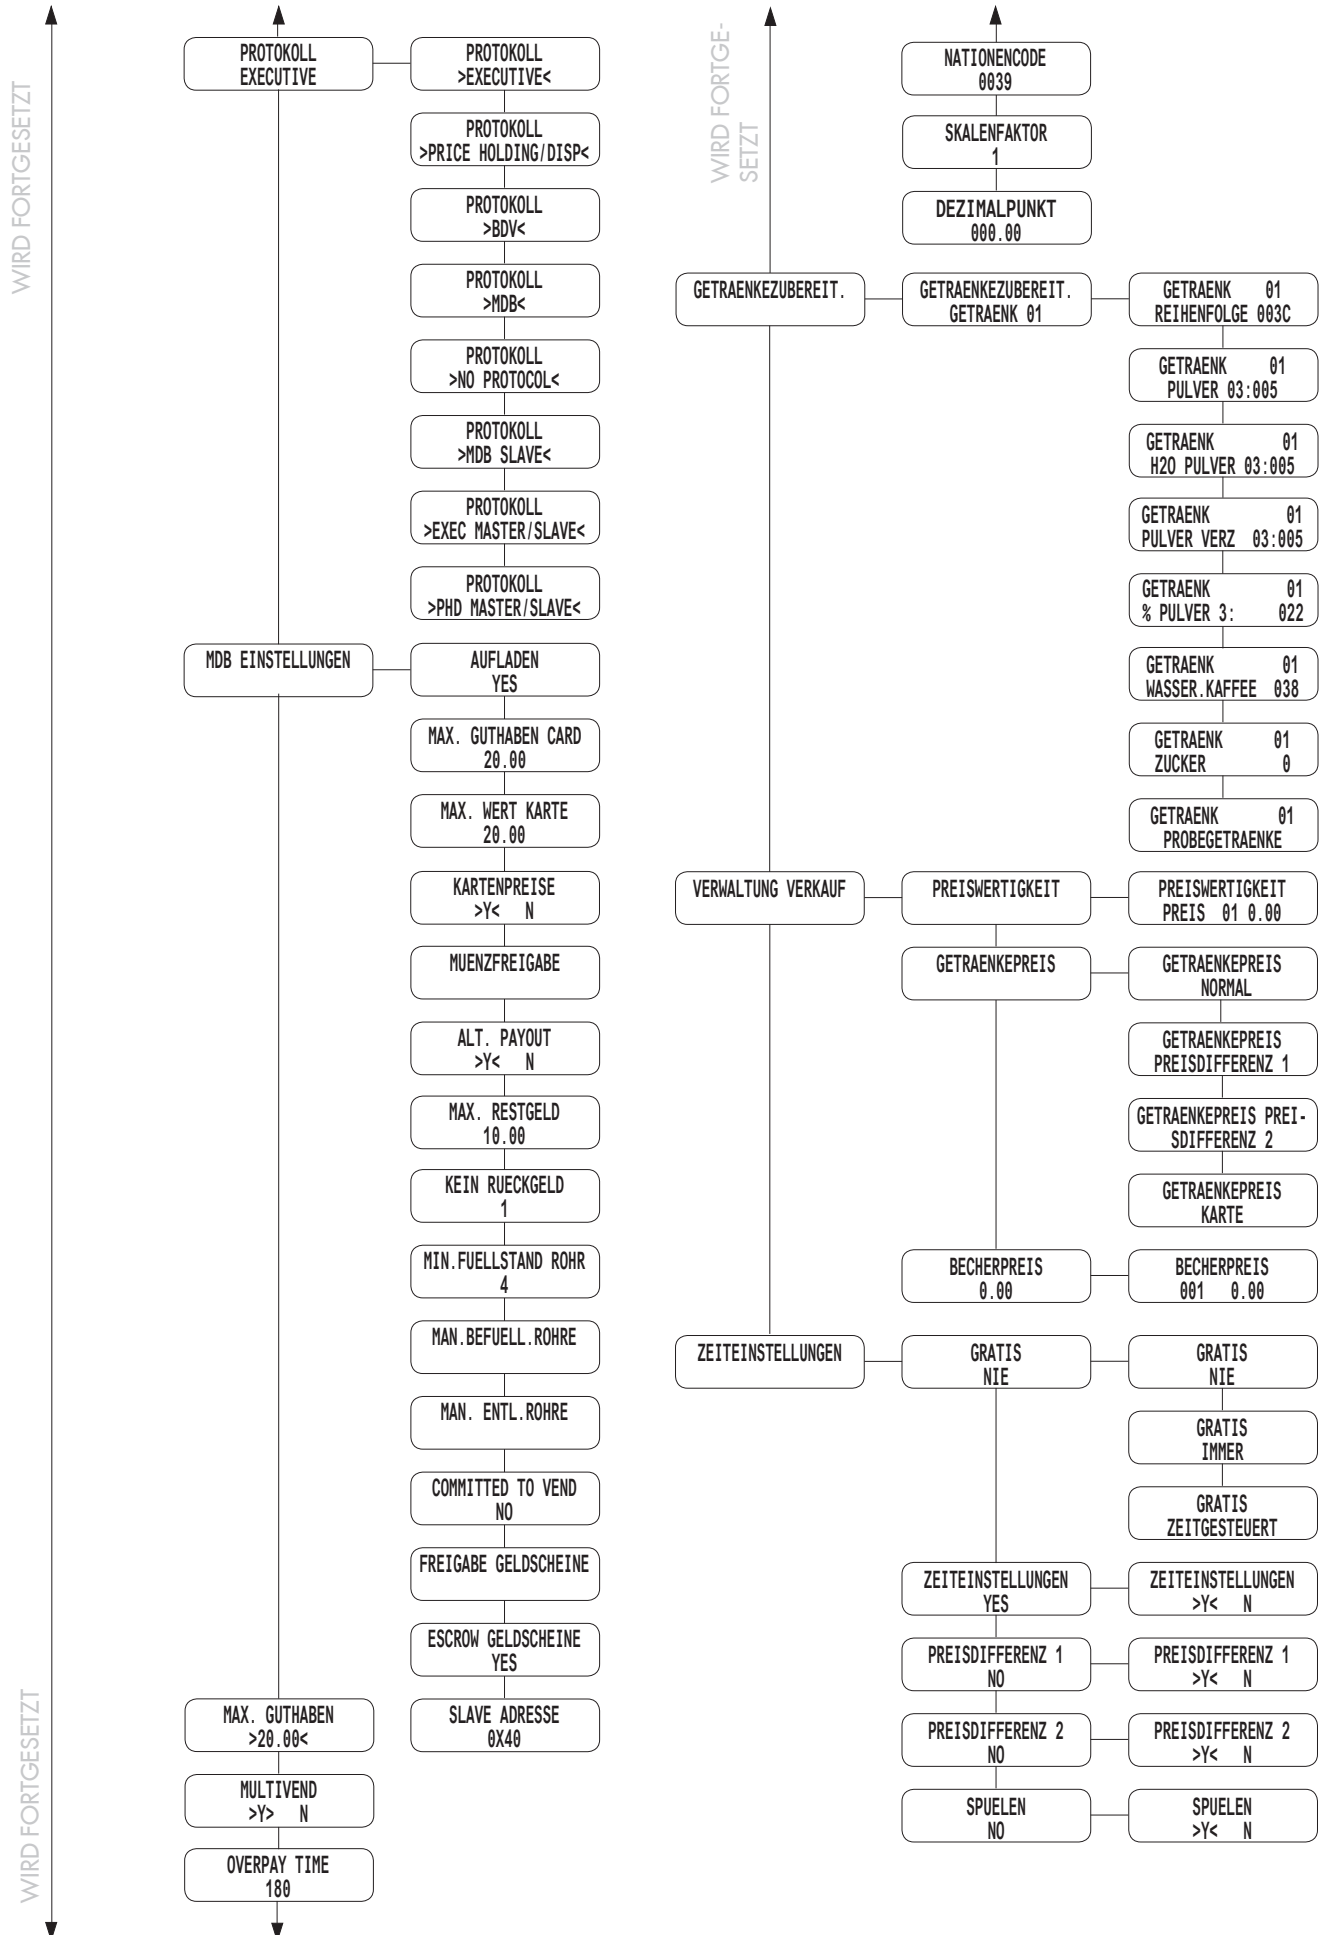 WIRD FORTGESETZT
PROTOKOLL
EXECUTIVE
PROTOKOLL
>EXECUTIVE<
PROTOKOLL
>PRICE HOLDING/DISP<
PROTOKOLL
>BDV<
PROTOKOLL
>MDB<
PROTOKOLL
>NO PROTOCOL<
PROTOKOLL
>MDB SLAVE<
PROTOKOLL
>EXEC MASTER/SLAVE<
PROTOKOLL
>PHD MASTER/SLAVE<
MDB EINSTELLUNGEN
AUFLADEN
YES
MAX. GUTHABEN CARD
20.00
MAX. WERT KARTE
20.00
KARTENPREISE
>Y< N
MUENZFREIGABE
ALT. PAYOUT
>Y< N
MAX. RESTGELD
10.00
KEIN RUECKGELD
1
MIN.FUELLSTAND ROHR
4
MAN.BEFUELL.ROHRE
MAN. ENTL.ROHRE
COMMITTED TO VEND
NO
FREIGABE GELDSCHEINE
ESCROW GELDSCHEINE
YES
SLAVE ADRESSE
0X40
MAX. GUTHABEN
>20.00<
MULTIVEND
>Y> N
OVERPAY TIME
180
WIRD FORTGESETZT
WIRD FORTGE-
SETZT
NATIONENCODE
0039
SKALENFAKTOR
1
DEZIMALPUNKT
000.00
GETRAENKEZUBEREIT.
GETRAENKEZUBEREIT.
GETRAENK 01
GETRAENK 01
REIHENFOLGE 003C
GETRAENK 01
PULVER 03:005
GETRAENK 01
H2O PULVER 03:005
GETRAENK 01
PULVER VERZ 03:005
GETRAENK 01
% PULVER 3: 022
GETRAENK 01
WASSER.KAFFEE 038
GETRAENK 01
ZUCKER 0
GETRAENK 01
PROBEGETRAENKE
VERWALTUNG VERKAUF
PREISWERTIGKEIT
PREISWERTIGKEIT
PREIS 01 0.00
GETRAENKEPREIS
GETRAENKEPREIS
NORMAL
GETRAENKEPREIS
PREISDIFFERENZ 1
GETRAENKEPREIS PREI-
SDIFFERENZ 2
GETRAENKEPREIS
KARTE
BECHERPREIS
0.00
BECHERPREIS
001 0.00
ZEITEINSTELLUNGEN
GRATIS
NIE
GRATIS
NIE
GRATIS
IMMER
GRATIS
ZEITGESTEUERT
ZEITEINSTELLUNGEN
YES
ZEITEINSTELLUNGEN
>Y< N
PREISDIFFERENZ 1
NO
PREISDIFFERENZ 1
>Y< N
PREISDIFFERENZ 2
NO
PREISDIFFERENZ 2
>Y< N
SPUELEN
NO
SPUELEN
>Y< N